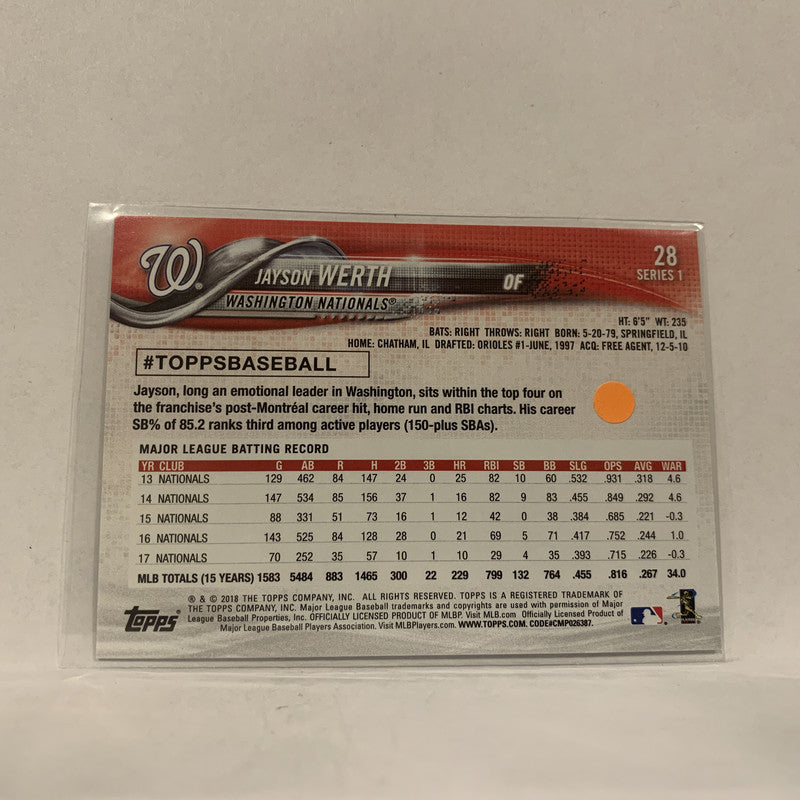 W®
28
SERIES 1
JAYSON WERTH
OF
WASHINGTON NATIONALS®
HT: 6'5" WT: 235
BATS: RIGHT THROWS: RIGHT BORN: 5-20-79, SPRINGFIELD, IL
HOME: CHATHAM, IL DRAFTED: ORIOLES #1-JUNE, 1997 ACQ: FREE AGENT, 12-5-10
#TOPPSBASEBALL
Jayson, long an emotional leader in Washington, sits within the top four on
the franchise's post-Montréal career hit, home run and RBI charts. His career
SB% of 85.2 ranks third among active players (150-plus SBAs).
MAJOR LEAGUE BATTING RECORD
YR CLUB G AB R H 2B 3B HR RBI SB BB SLG OPS AVG WAR
13 NATIONALS 129 462 84 147 24 0 25 82 10 60 .532 .931 .318 4.6
14 NATIONALS 147 534 85 156 37 1 16 82 9 83 .455 .849 .292 4.6
15 NATIONALS 88 331 51 73 16 1 12 42 0 38 .384 .685 .221 -0.3
16 NATIONALS 143 525 84 128 28 0 21 69 5 71 .417 .752 .244 1.0
17 NATIONALS 70 252 35 57 10 1 10 29 4 35 .393 .715 .226 -0.3
MLB TOTALS (15 YEARS) 1583 5484 883 1465 300 22 229 799 132 764 .455 .816 .267 34.0
® & © 2018 THE TOPPS COMPANY, INC. ALL RIGHTS RESERVED. TOPPS IS A REGISTERED TRADEMARK OF
THE TOPPS COMPANY, INC. Major League Baseball trademarks and copyrights are used with permission of Major
League Baseball Properties, Inc. OFFICIALLY LICENSED PRODUCT OF MLBP. Visit MLB.com Officially Licensed Product of
Major League Baseball Players Association. Visit MLBPlayers.com. WWW.TOPPS.COM. CODE#CMP026387.
TOPPS